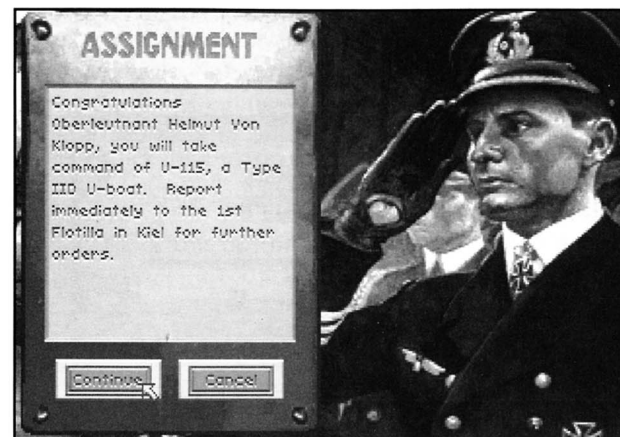 ASSIGNMENT
Congratulations
Oberleutnant Helmut Von
Klopp, you will take
command of U-115, a Type
IID U-boat. Report
immediately to the 1st
Flotilla in Kiel for further
orders.
Continue
Cancel